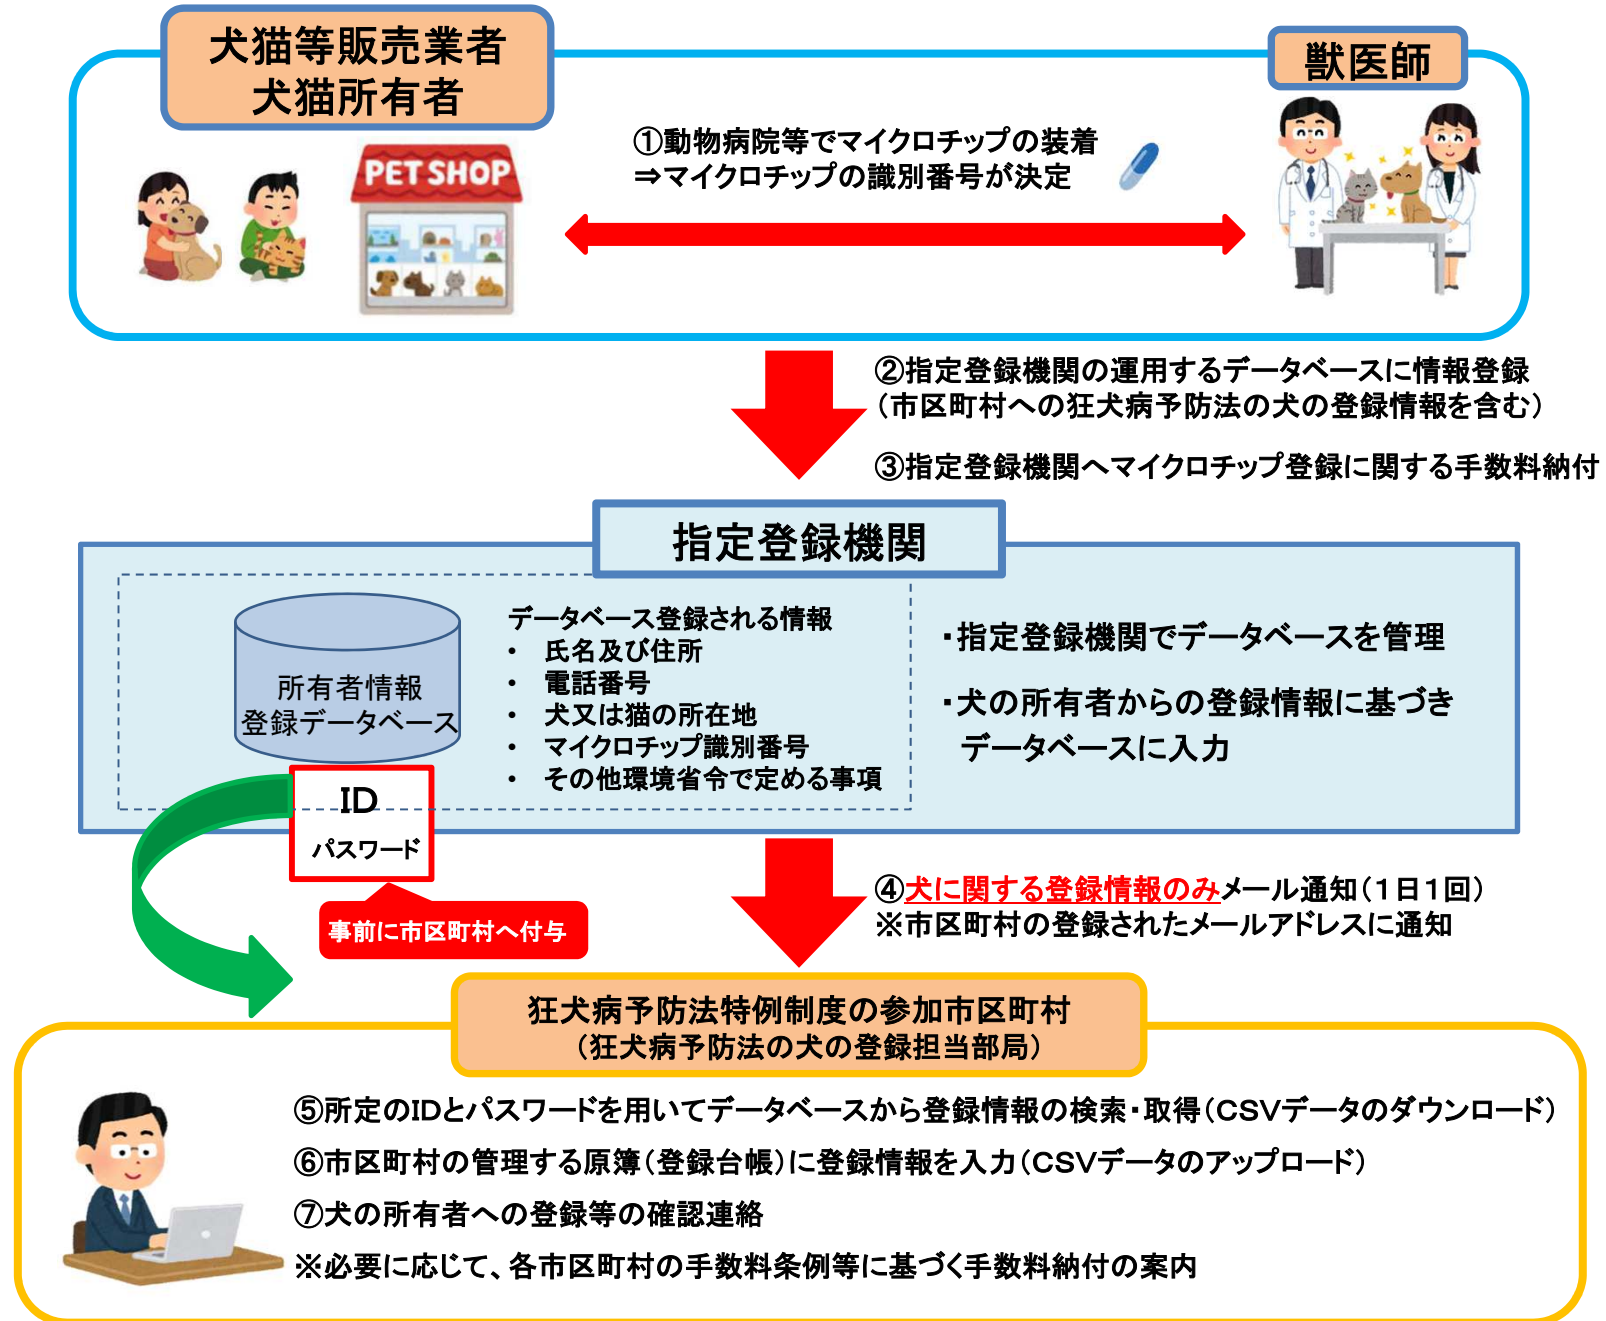 犬猫等販売業者
犬猫所有者
獣医師
PET SHOP
①動物病院等でマイクロチップの装着
⇒マイクロチップの識別番号が決定
②指定登録機関の運用するデータベースに情報登録
（市区町村への狂犬病予防法の犬の登録情報を含む）
③指定登録機関へマイクロチップ登録に関する手数料納付
指定登録機関
所有者情報
登録データベース
データベース登録される情報
• 氏名及び住所
• 電話番号
• 犬又は猫の所在地
• マイクロチップ識別番号
• その他環境省令で定める事項
・指定登録機関でデータベースを管理
・犬の所有者からの登録情報に基づき
データベースに入力
ID
パスワード
事前に市区町村へ付与
④犬に関する登録情報のみメール通知（１日１回）
※市区町村の登録されたメールアドレスに通知
狂犬病予防法特例制度の参加市区町村
（狂犬病予防法の犬の登録担当部局）
⑤所定のIDとパスワードを用いてデータベースから登録情報の検索・取得（CSVデータのダウンロード）
⑥市区町村の管理する原簿（登録台帳）に登録情報を入力（CSVデータのアップロード）
⑦犬の所有者への登録等の確認連絡
※必要に応じて、各市区町村の手数料条例等に基づく手数料納付の案内